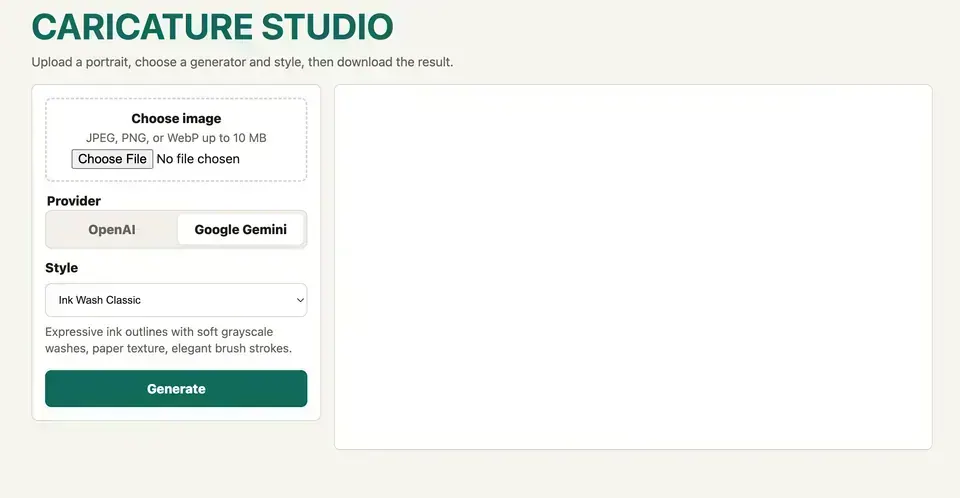 CARICATURE STUDIO
Upload a portrait, choose a generator and style, then download the result.
Choose image
JPEG, PNG, or WebP up to 10 MB
Choose File No file chosen
Provider
OpenAI Google Gemini
Style
Ink Wash Classic
Expressive ink outlines with soft grayscale
washes, paper texture, elegant brush strokes.
Generate